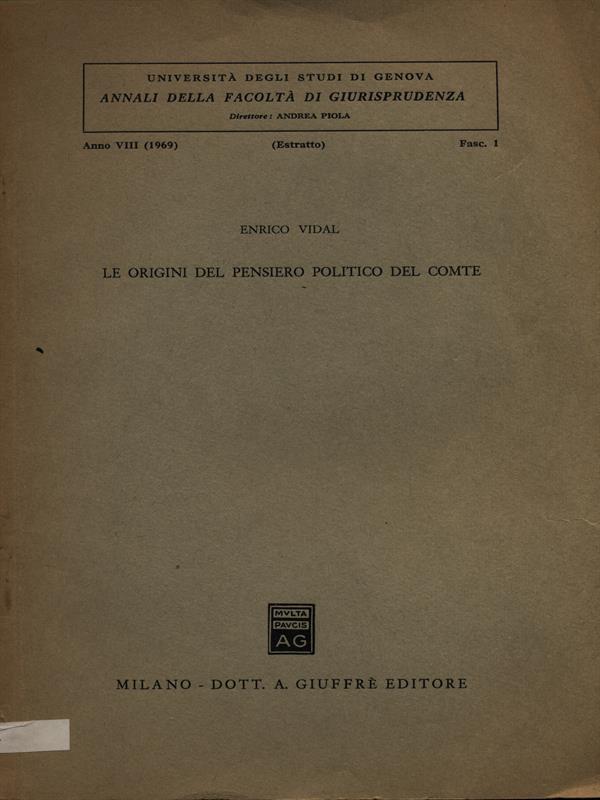 UNIVERSITÀ DEGLI STUDI DI GENOVA
ANNALI DELLA FACOLTÀ DI GIURISPRUDENZA
Direttore: ANDREA PIOLA
Anno VIII (1969) (Estratto) Fasc. 1
ENRICO VIDAL
LE ORIGINI DEL PENSIERO POLITICO DEL COMTE
MVLTA
PAVCIS
AG
MILANO - DOTT. A. GIUFFRÈ EDITORE